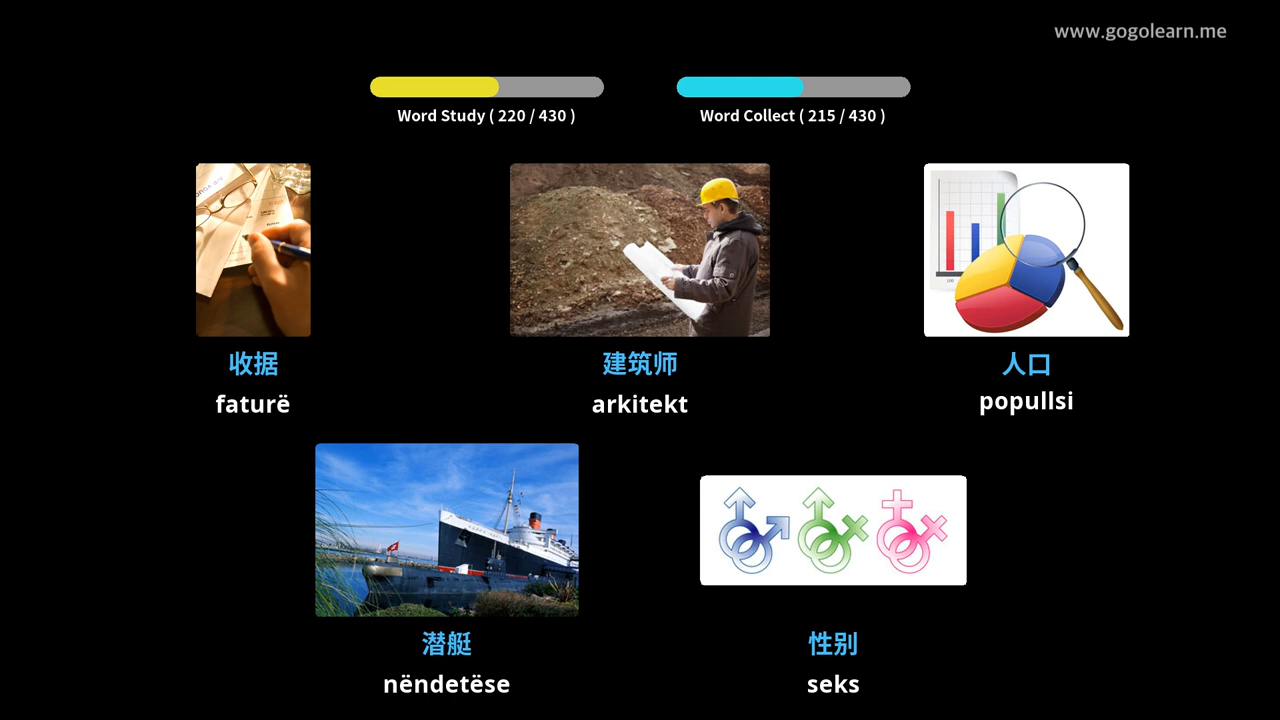 www.gogolearn.me
Word Study ( 220 / 430 )
Word Collect ( 215 / 430 )
收据
faturë
建筑师
arkitekt
人口
popullsi
潜艇
nëndetëse
性别
seks